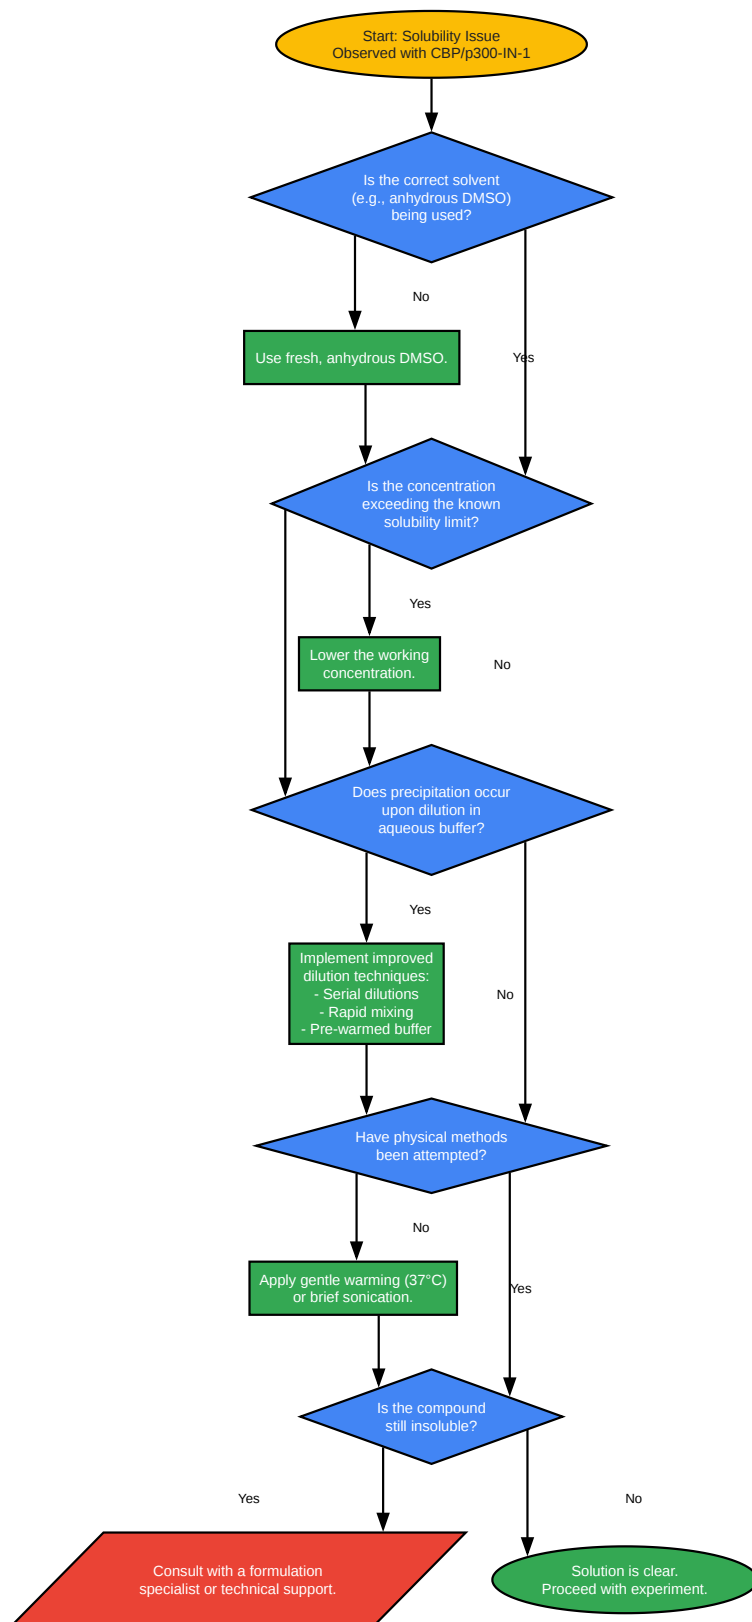 Start: Solubility Issue
Observed with CBP/p300-IN-1
Is the correct solvent
(e.g., anhydrous DMSO)
being used?
No
Yes
Use fresh, anhydrous DMSO.
Is the concentration
exceeding the known
solubility limit?
Yes
No
Lower the working
concentration.
Does precipitation occur
upon dilution in
aqueous buffer?
Yes
No
Implement improved
dilution techniques:
- Serial dilutions
- Rapid mixing
- Pre-warmed buffer
Have physical methods
been attempted?
No
Yes
Apply gentle warming (37°C)
or brief sonication.
Is the compound
still insoluble?
Yes
No
Consult with a formulation
specialist or technical support.
Solution is clear.
Proceed with experiment.